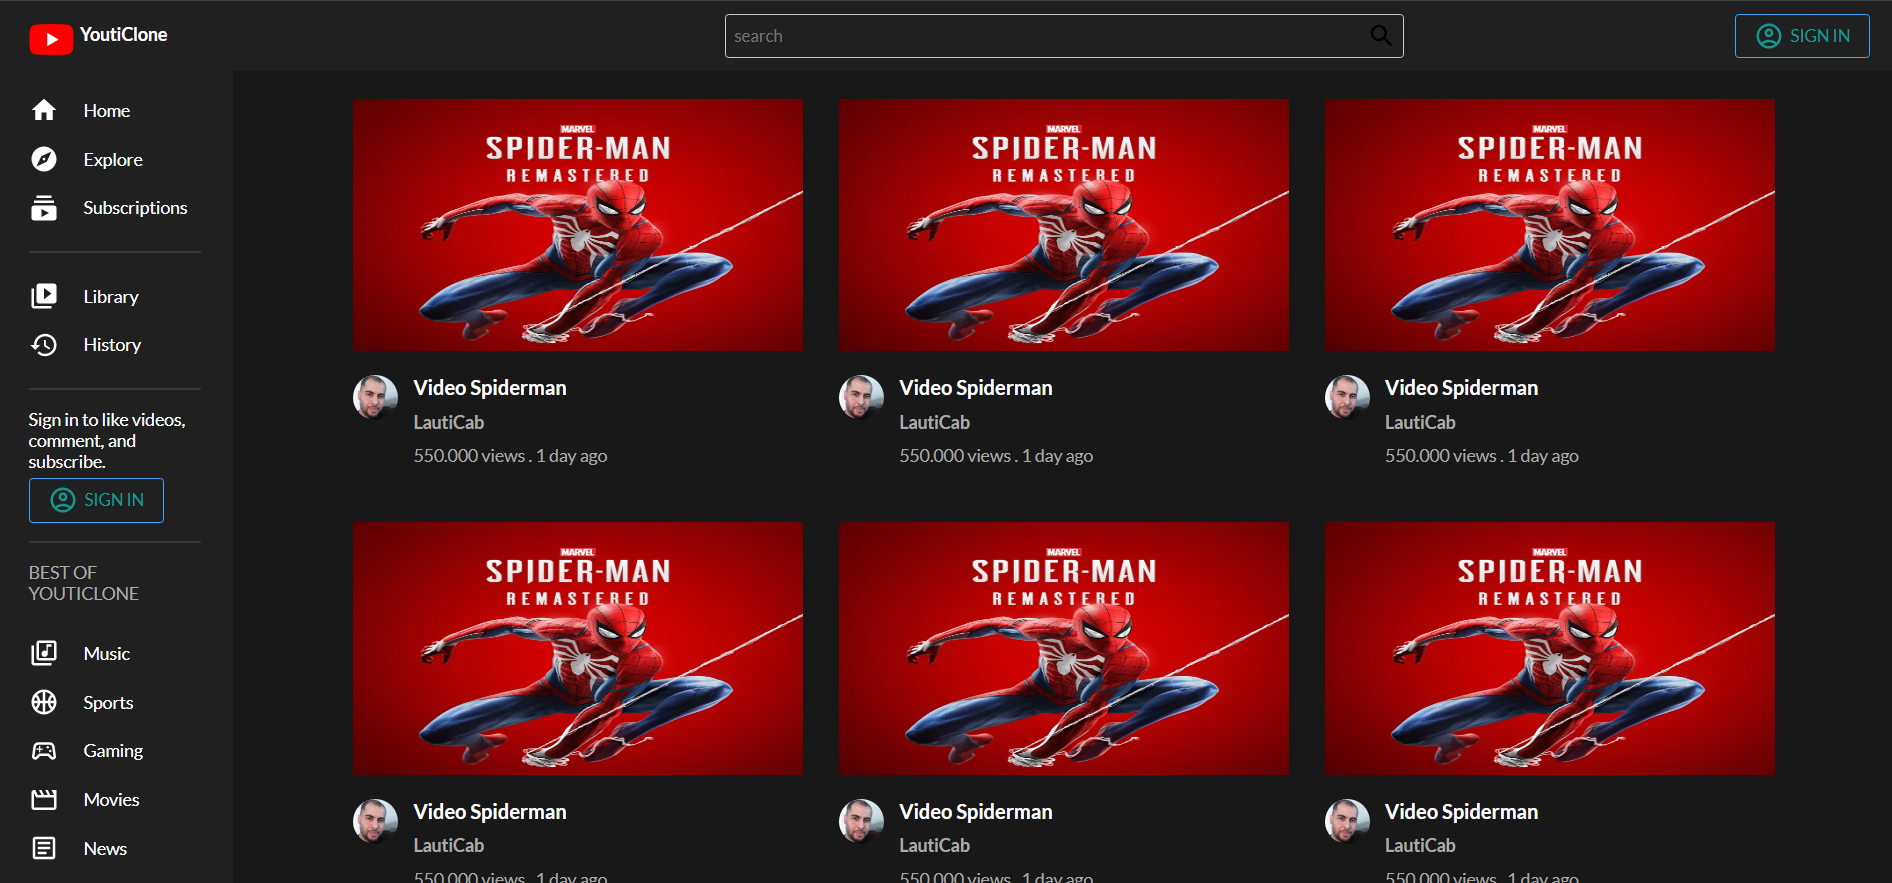 YoutiClone
search
SIGN IN
Home
Explore
Subscriptions
Library
History
Sign in to like videos,
comment, and
subscribe.
SIGN IN
BEST OF
YOUTICLONE
Music
Sports
Gaming
Movies
News
MARVEL
SPIDER-MAN
REMASTERED
Video Spiderman
LautiCab
550.000 views . 1 day ago
MARVEL
SPIDER-MAN
REMASTERED
Video Spiderman
LautiCab
550.000 views . 1 day ago
MARVEL
SPIDER-MAN
REMASTERED
Video Spiderman
LautiCab
550.000 views . 1 day ago
MARVEL
SPIDER-MAN
REMASTERED
Video Spiderman
LautiCab
550.000 views . 1 day ago
MARVEL
SPIDER-MAN
REMASTERED
Video Spiderman
LautiCab
550.000 views . 1 day ago
MARVEL
SPIDER-MAN
REMASTERED
Video Spiderman
LautiCab
550.000 views . 1 day ago